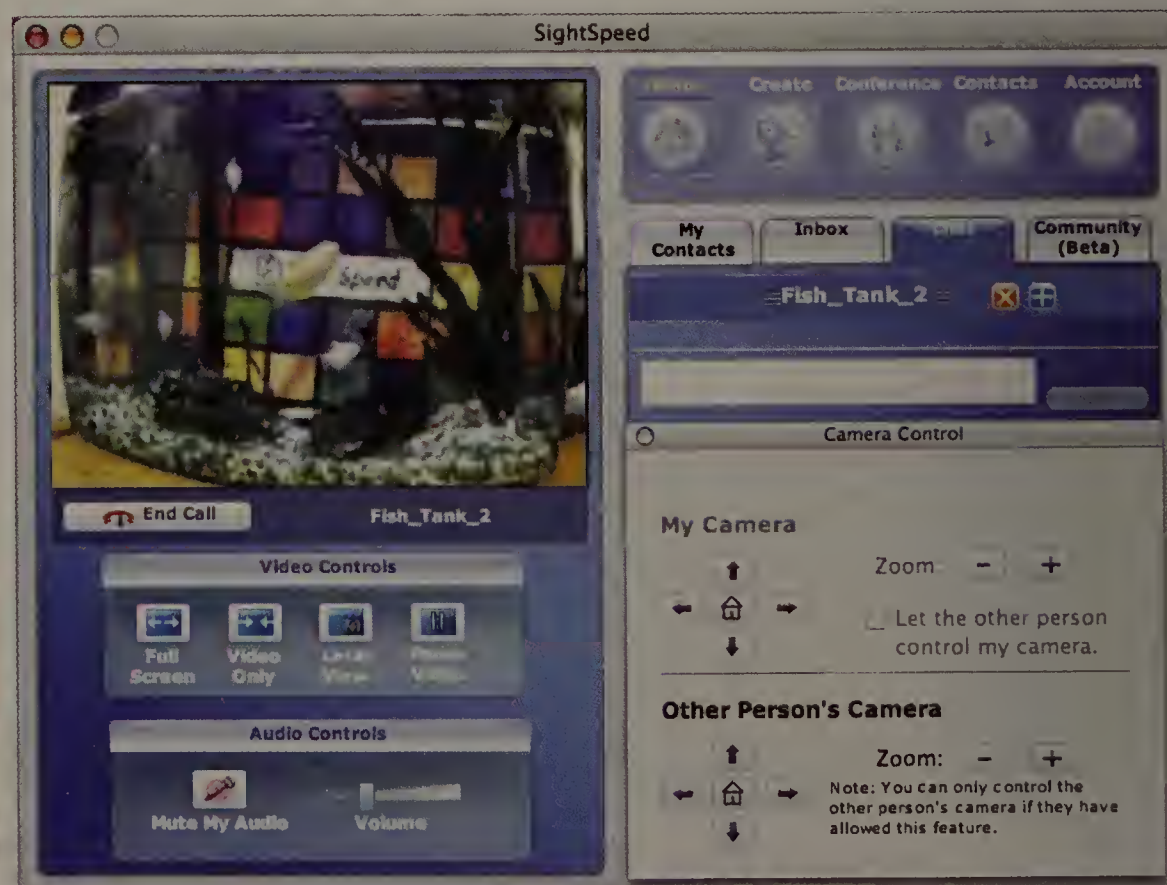 SightSpeed
Create Conference Contacts Account
My Contacts
Inbox
Community (Beta)
Speed
Fish_Tank_2
Camera Control
End Call
Fish_Tank_2
My Camera
Zoom: - +
Let the other person
control my camera.
Video Controls
Full
Screen
Video
Only
Other Person's Camera
Zoom: - +
Note: You can only control the
other person's camera if they have
allowed this feature.
Audio Controls
Mute My Audio
Volume